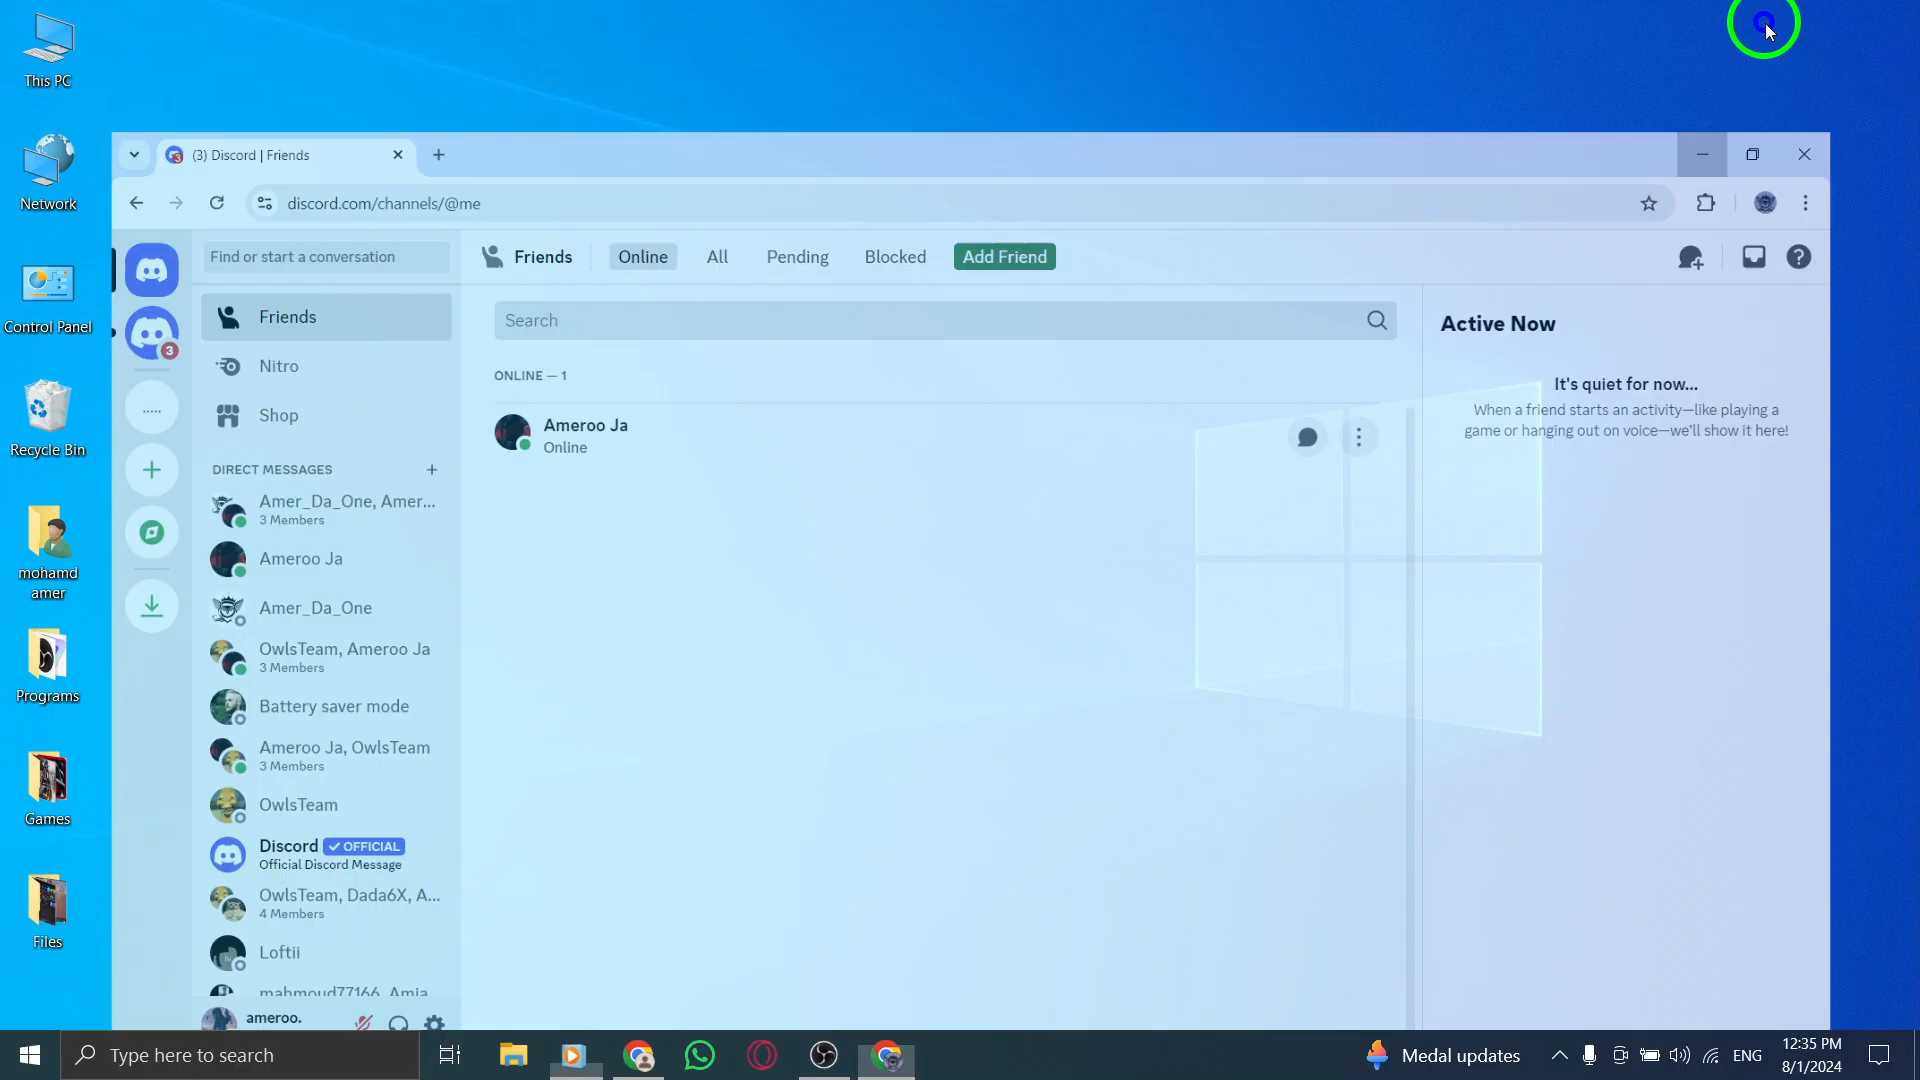 This PC
Network
Control Panel
Recycle Bin
mohamd
amer
Programs
Games
Files
(3) Discord | Friends
discord.com/channels/@me
Find or start a conversation
Friends
Online
All
Pending
Blocked
Add Friend
3
.....
Friends
Nitro
Shop
DIRECT MESSAGES
Amer_Da_One, Amer...
3 Members
Ameroo Ja
Amer_Da_One
OwlsTeam, Ameroo Ja
3 Members
Battery saver mode
Ameroo Ja, OwlsTeam
3 Members
OwlsTeam
Discord OFFICIAL
Official Discord Message
OwlsTeam, Dada6X, A...
4 Members
Loftii
mahmoud77166, Amja
ameroo.
Search
ONLINE — 1
Ameroo Ja
Online
Active Now
It's quiet for now...
When a friend starts an activity—like playing a
game or hanging out on voice—we'll show it here!
Type here to search
Medal updates
ENG
12:35 PM
8/1/2024